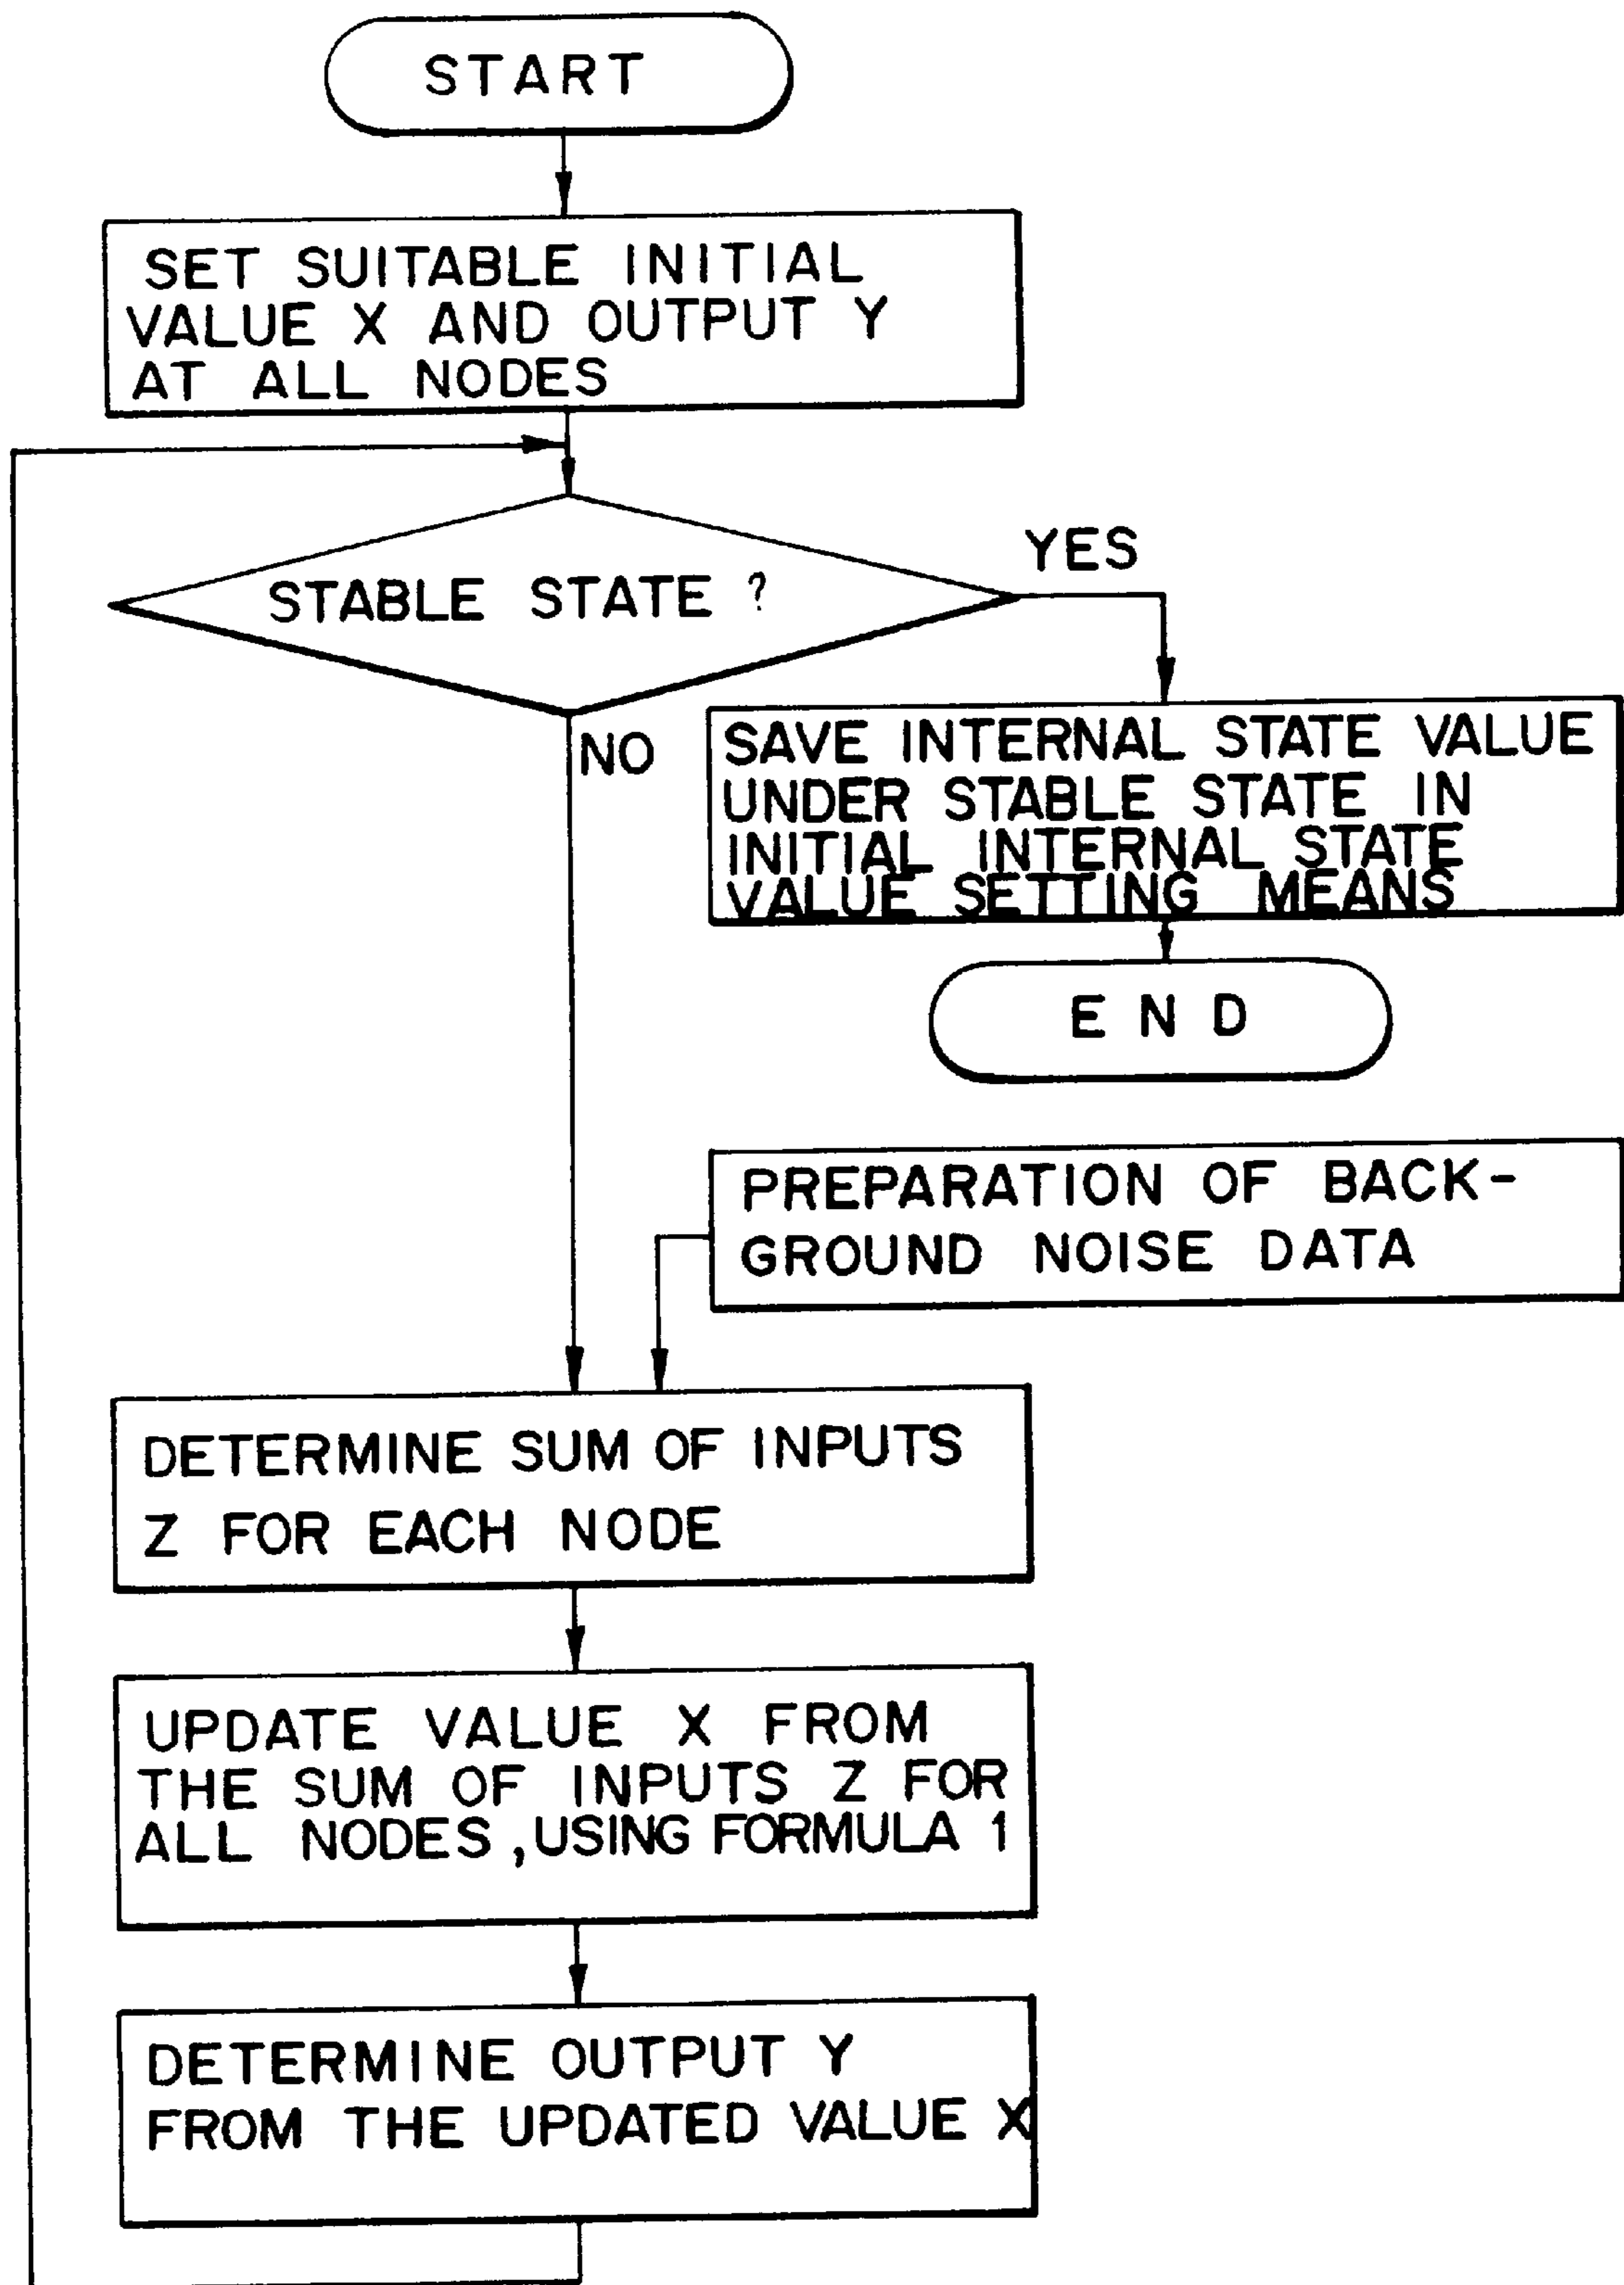 START
SET SUITABLE INITIAL
VALUE X AND OUTPUT Y
AT ALL NODES
STABLE STATE ?
YES
NO
SAVE INTERNAL STATE VALUE
UNDER STABLE STATE IN
INITIAL INTERNAL STATE
VALUE SETTING MEANS
END
PREPARATION OF BACK-
GROUND NOISE DATA
DETERMINE SUM OF INPUTS
Z FOR EACH NODE
UPDATE VALUE X FROM
THE SUM OF INPUTS Z FOR
ALL NODES, USING FORMULA 1
DETERMINE OUTPUT Y
FROM THE UPDATED VALUE X